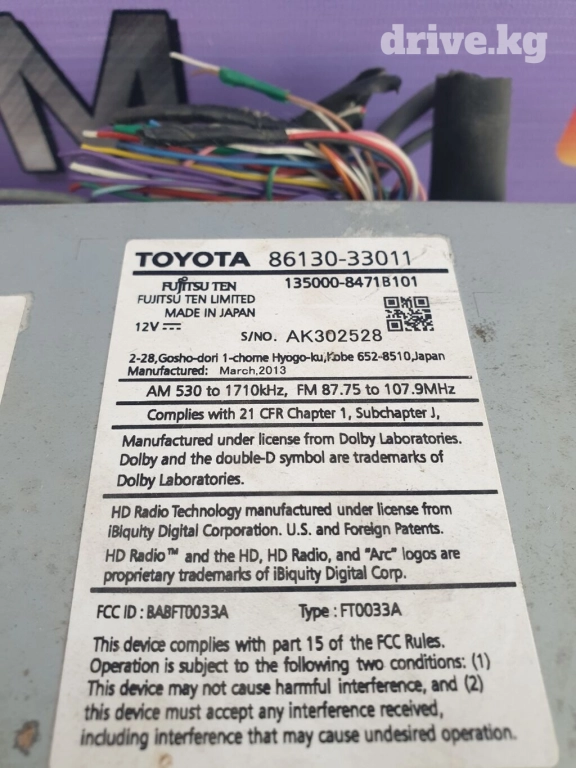 drive.kg
M
TOYOTA 86130-33011
FUJITSU TEN 135000-8471B101
FUJITSU TEN LIMITED
MADE IN JAPAN
12V
S/NO. AK302528
2-28,Gosho-dori 1-chome Hyogo-ku,Kobe 652-8510,Japan
Manufactured: March,2013
AM 530 to 1710kHz, FM 87.75 to 107.9MHz
Complies with 21 CFR Chapter 1, Subchapter J,
Manufactured under license from Dolby Laboratories.
Dolby and the double-D symbol are trademarks of
Dolby Laboratories.
HD Radio Technology manufactured under license from
iBiquity Digital Corporation. U.S. and Foreign Patents.
HD Radio™ and the HD, HD Radio, and "Arc" logos are
proprietary trademarks of iBiquity Digital Corp.
FCC ID : BABFT0033A Type : FT0033A
This device complies with part 15 of the FCC Rules.
Operation is subject to the following two conditions: (1)
This device may not cause harmful interference, and (2)
this device must accept any interference received,
including interference that may cause undesired operation.